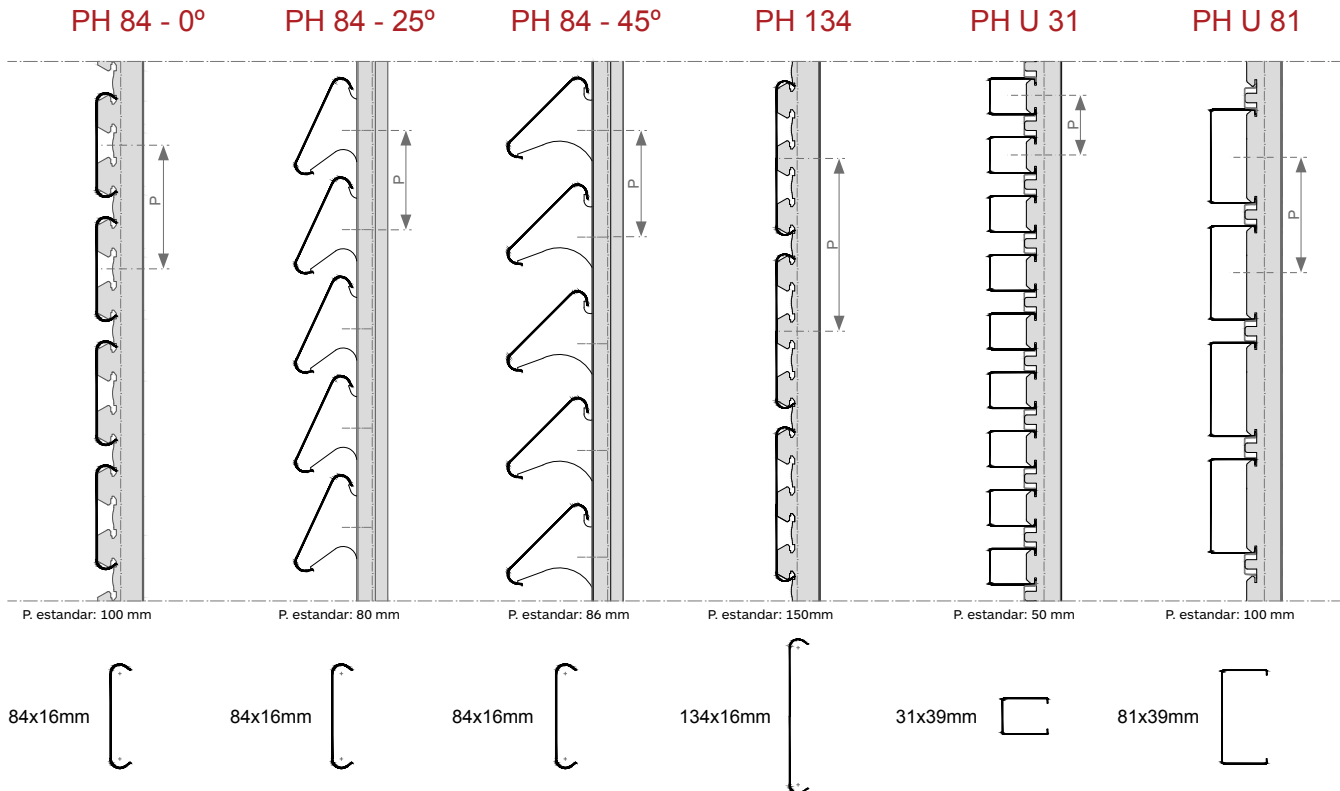 PH 84 - 0º
PH 84 - 25º
PH 84 - 45º
PH 134
PH U 31
PH U 81
P
P
P
P
P
P
P. estandar: 100 mm
P. estandar: 80 mm
P. estandar: 86 mm
P. estandar: 150mm
P. estandar: 50 mm
P. estandar: 100 mm
84x16mm
84x16mm
84x16mm
134x16mm
31x39mm
81x39mm